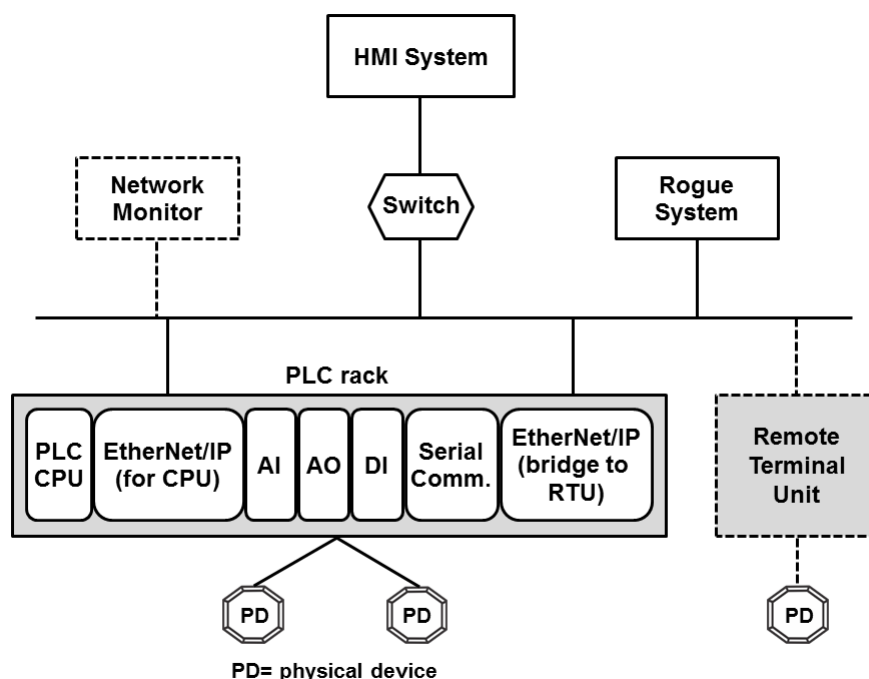 HMI System
Network
Monitor
Switch
Rogue
System
PLC rack
PLC
CPU
EtherNet/IP
(for CPU)
AI
AO
DI
Serial
Comm.
EtherNet/IP
(bridge to
RTU)
Remote
Terminal
Unit
PD
PD
PD
PD= physical device